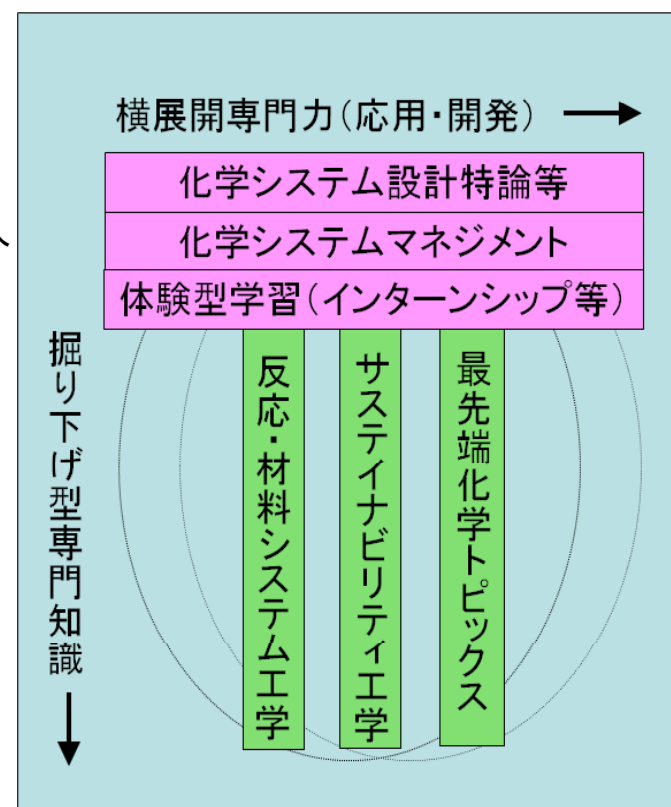 横展開専門力(応用・開発)
化学システム設計特論等
化学システムマネジメント
体験型学習(インターンシップ等)
掘り下げ型専門知識
反応・材料システム工学
サステイナビリティ工学
最先端化学トピックス